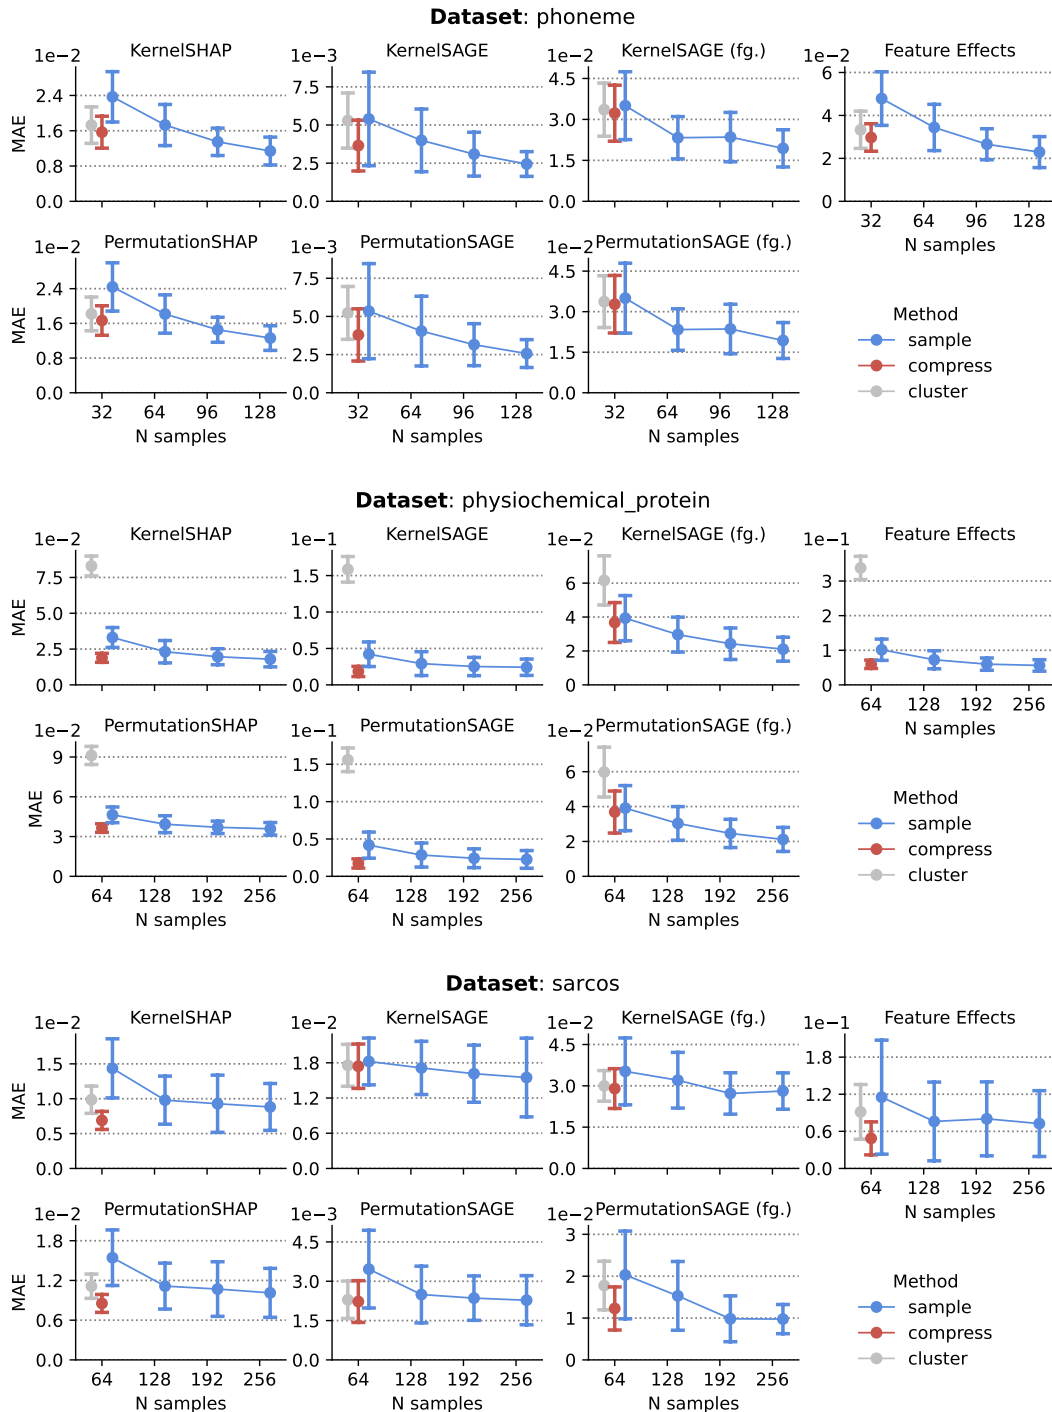 Dataset: phoneme
KernelSHAP
KernelSAGE
KernelSAGE (fg.)
Feature Effects
1e−2
1e−3
1e−2
1e−2
MAE
2.4
1.6
0.8
0.0
7.5
5.0
2.5
0.0
4.5
3.0
1.5
0.0
6
4
2
0
32 64 96 128
N samples
PermutationSHAP
PermutationSAGE
PermutationSAGE (fg.)
1e−2
1e−3
1e−2
MAE
2.4
1.6
0.8
0.0
7.5
5.0
2.5
0.0
4.5
3.0
1.5
0.0
32 64 96 128
32 64 96 128
32 64 96 128
N samples
N samples
N samples
Method
sample
compress
cluster
Dataset: physiochemical_protein
KernelSHAP
KernelSAGE
KernelSAGE (fg.)
Feature Effects
1e−2
1e−1
1e−2
1e−1
MAE
7.5
5.0
2.5
0.0
1.5
1.0
0.5
0.0
6
4
2
0
3
2
1
0
64 128 192 256
N samples
PermutationSHAP
PermutationSAGE
PermutationSAGE (fg.)
1e−2
1e−1
1e−2
MAE
9
6
3
0
1.5
1.0
0.5
0.0
6
4
2
0
64 128 192 256
64 128 192 256
64 128 192 256
N samples
N samples
N samples
Method
sample
compress
cluster
Dataset: sarcos
KernelSHAP
KernelSAGE
KernelSAGE (fg.)
Feature Effects
1e−2
1e−2
1e−2
1e−1
MAE
1.5
1.0
0.5
0.0
1.8
1.2
0.6
0.0
4.5
3.0
1.5
0.0
1.8
1.2
0.6
0.0
64 128 192 256
N samples
PermutationSHAP
PermutationSAGE
PermutationSAGE (fg.)
1e−2
1e−3
1e−2
MAE
1.8
1.2
0.6
0.0
4.5
3.0
1.5
0.0
3
2
1
0
64 128 192 256
64 128 192 256
64 128 192 256
N samples
N samples
N samples
Method
sample
compress
cluster